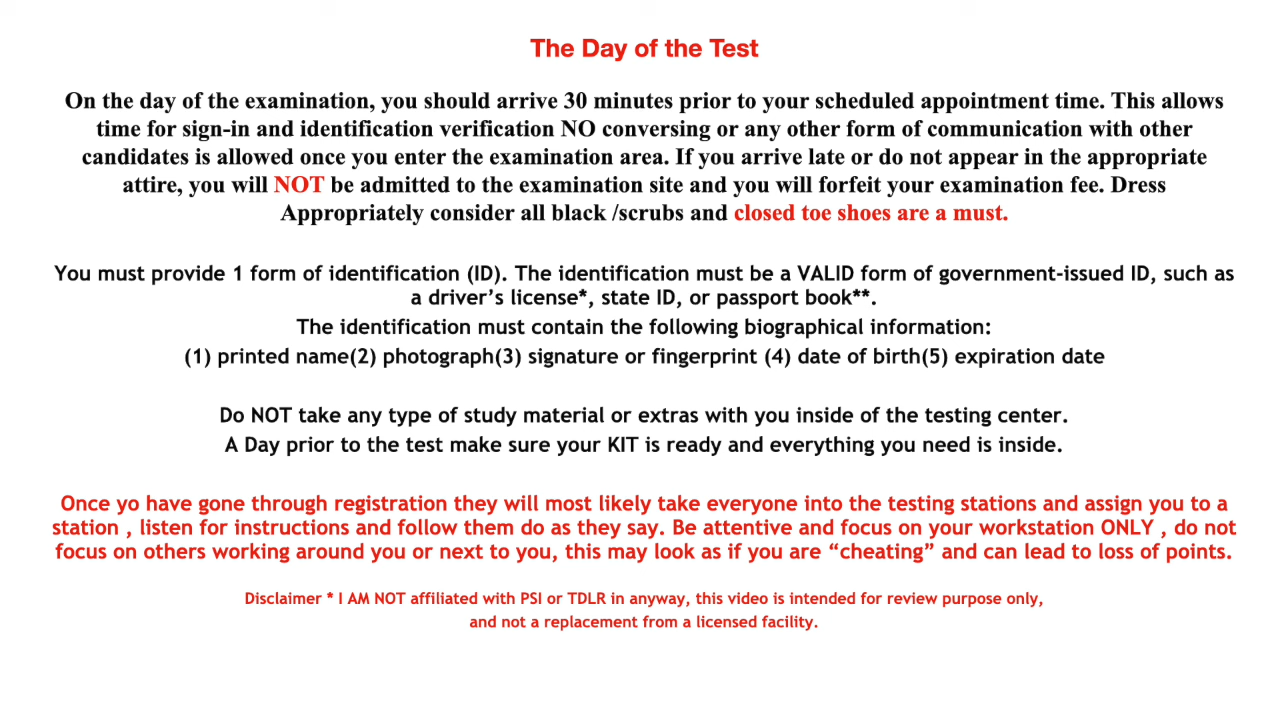 The Day of the Test
On the day of the examination, you should arrive 30 minutes prior to your scheduled appointment time. This allows
time for sign-in and identification verification NO conversing or any other form of communication with other
candidates is allowed once you enter the examination area. If you arrive late or do not appear in the appropriate
attire, you will NOT be admitted to the examination site and you will forfeit your examination fee. Dress
Appropriately consider all black /scrubs and closed toe shoes are a must.
You must provide 1 form of identification (ID). The identification must be a VALID form of government-issued ID, such as
a driver’s license*, state ID, or passport book**.
The identification must contain the following biographical information:
(1) printed name(2) photograph(3) signature or fingerprint (4) date of birth(5) expiration date
Do NOT take any type of study material or extras with you inside of the testing center.
A Day prior to the test make sure your KIT is ready and everything you need is inside.
Once yo have gone through registration they will most likely take everyone into the testing stations and assign you to a
station , listen for instructions and follow them do as they say. Be attentive and focus on your workstation ONLY , do not
focus on others working around you or next to you, this may look as if you are “cheating” and can lead to loss of points.
Disclaimer * I AM NOT affiliated with PSI or TDLR in anyway, this video is intended for review purpose only,
and not a replacement from a licensed facility.